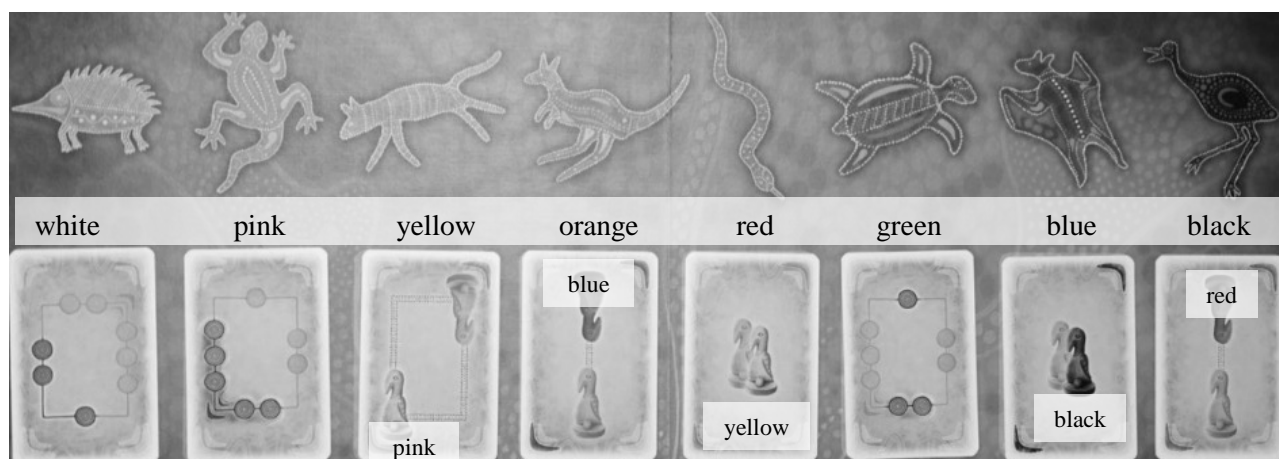 white pink yellow orange red green blue black
blue
red
yellow
black
pink